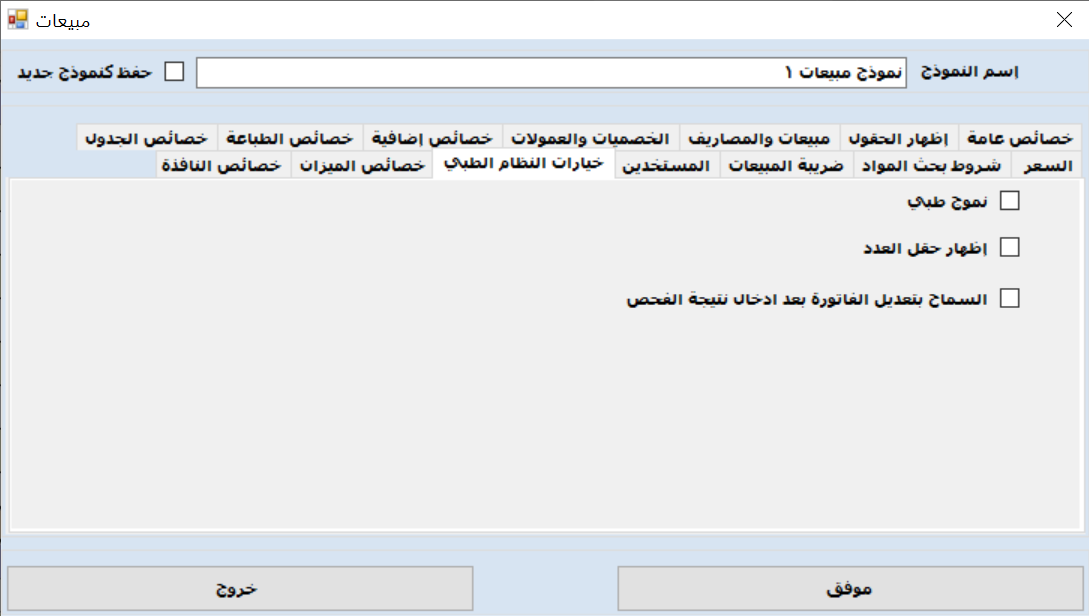 مبيعات
إسم النموذج نموذج مبيعات ١ حفظ كنموذج جديد
خصائص عامة إظهار الحقول مبيعات والمصاريف الخصميات والعمولات خصائص إضافية خصائص الطباعة خصائص الجدول
السعر شروط بحث المواد ضريبة المبيعات المستخدين خيارات النظام الطبي خصائص الميزان خصائص النافذة
نموج طبي
إظهار حقل العدد
السماح بتعديل الفاتورة بعد ادخال نتيجة الفحص
موفق خروج